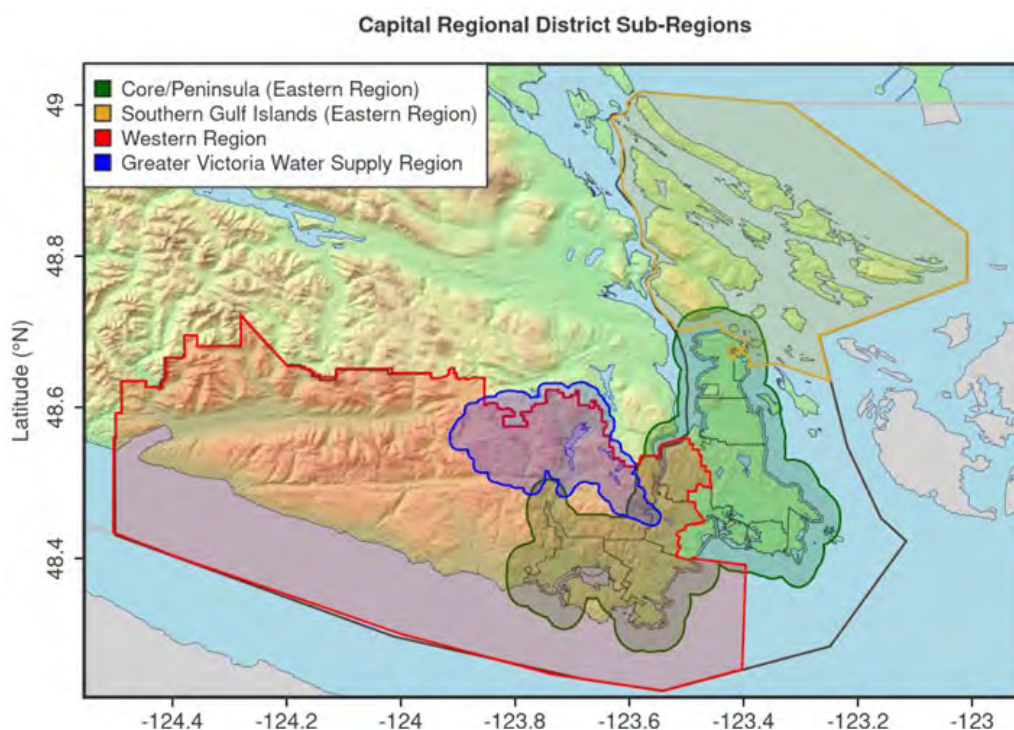 Capital Regional District Sub-Regions
Core/Peninsula (Eastern Region)
Southern Gulf Islands (Eastern Region)
Western Region
Greater Victoria Water Supply Region
Latitude (°N)
49
48.8
48.6
48.4
-124.4 -124.2 -124 -123.8 -123.6 -123.4 -123.2 -123